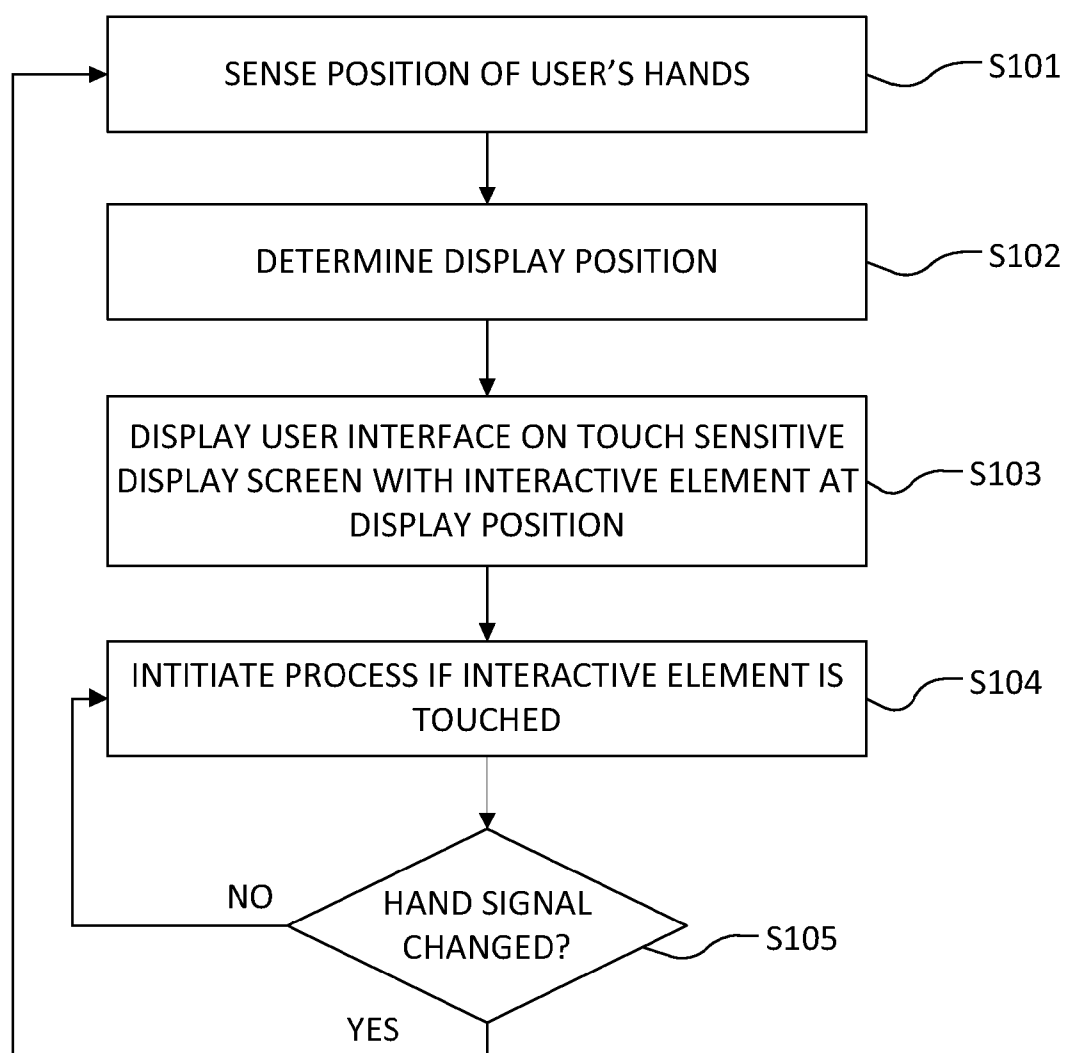 SENSE POSITION OF USER’S HANDS
S101
DETERMINE DISPLAY POSITION
S102
DISPLAY USER INTERFACE ON TOUCH SENSITIVE
DISPLAY SCREEN WITH INTERACTIVE ELEMENT AT
DISPLAY POSITION
S103
INTITIATE PROCESS IF INTERACTIVE ELEMENT IS
TOUCHED
S104
NO
HAND SIGNAL
CHANGED?
S105
YES